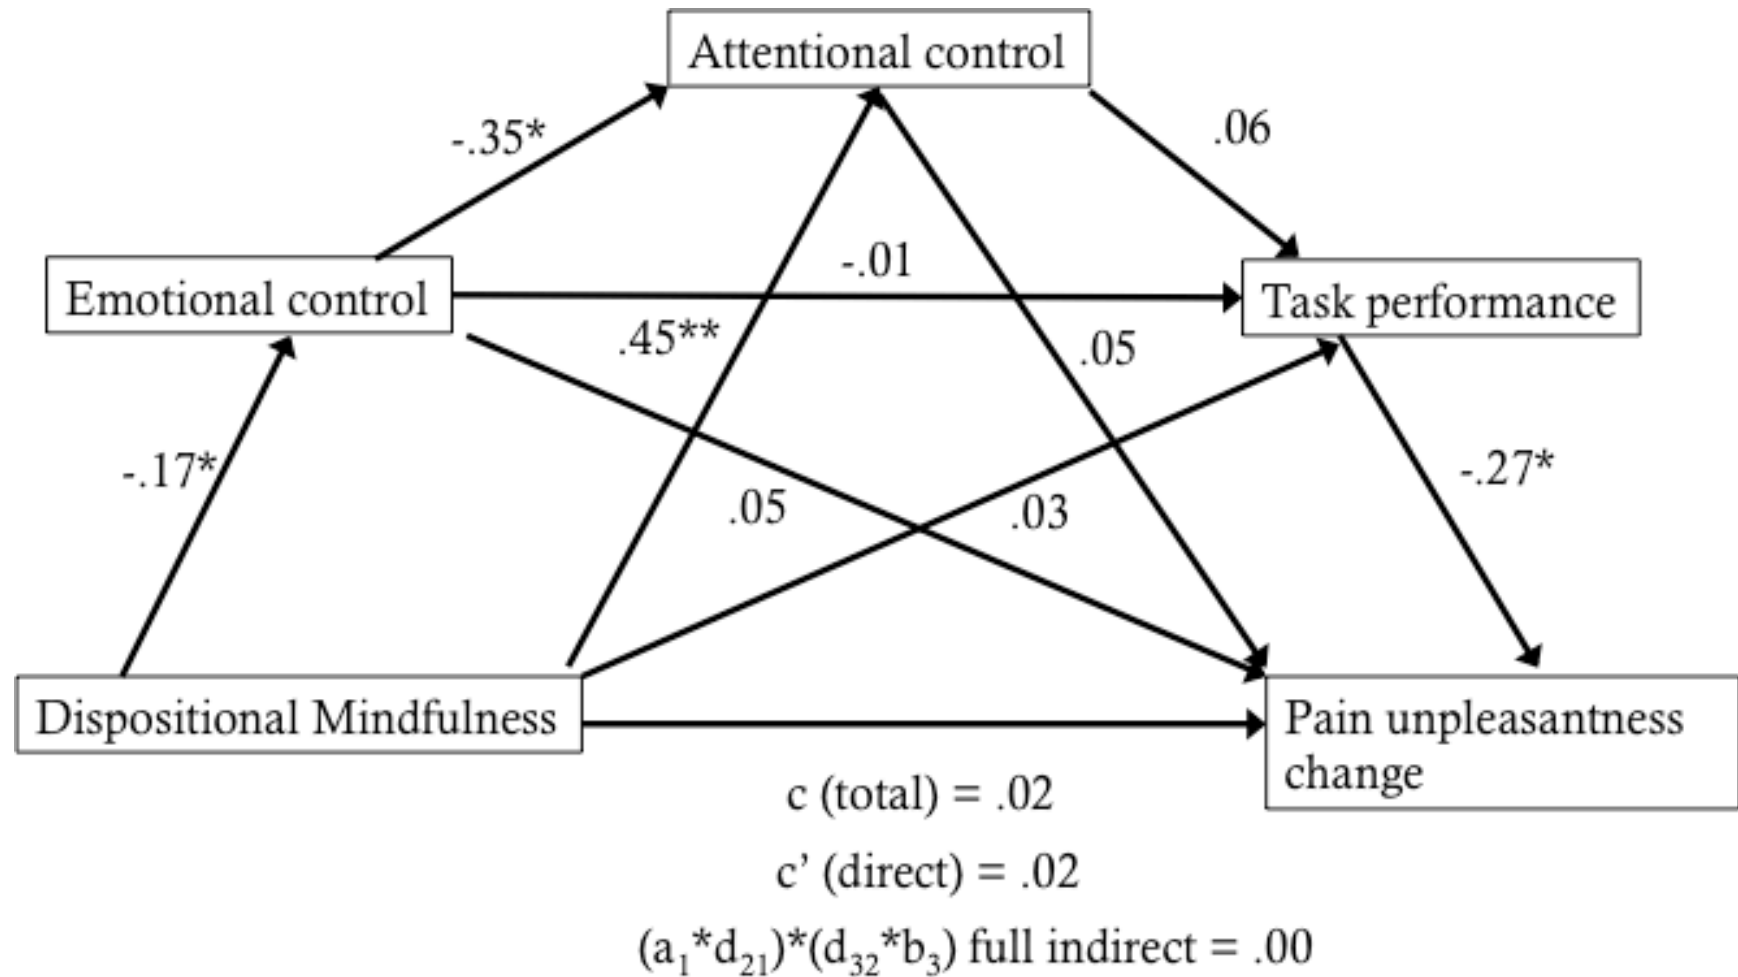 Attentional control
-.35*
.06
Emotional control
-.01
Task performance
.45**
.05
-.17*
-.27*
.05
.03
Dispositional Mindfulness
Pain unpleasantness
change
c (total) = .02
c’ (direct) = .02
(a₁*d₂₁)*(d₃₂*b₃) full indirect = .00